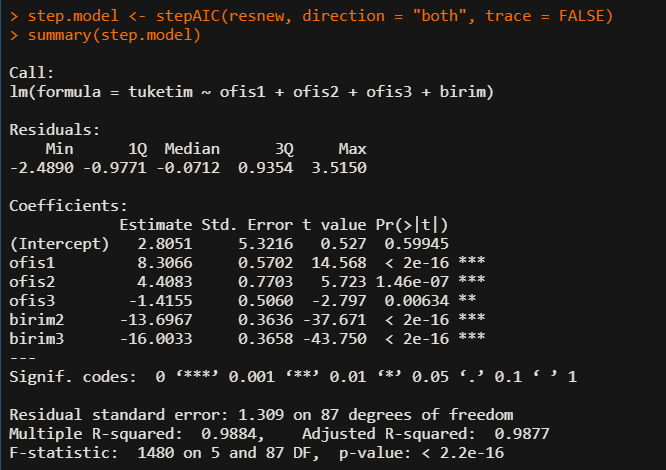 > step.model <- stepAIC(resnew, direction = "both", trace = FALSE)
> summary(step.model)
Call:
lm(formula = tuketim ~ ofis1 + ofis2 + ofis3 + birim)
Residuals:
    Min      1Q  Median      3Q     Max
-2.4890 -0.9771 -0.0712  0.9354  3.5150
Coefficients:
            Estimate Std. Error t value Pr(>|t|)
(Intercept)   2.8051     5.3216   0.527  0.59945
ofis1         8.3066     0.5702  14.568  < 2e-16 ***
ofis2         4.4083     0.7703   5.723 1.46e-07 ***
ofis3        -1.4155     0.5060  -2.797  0.00634 **
birim2      -13.6967     0.3636 -37.671  < 2e-16 ***
birim3      -16.0033     0.3658 -43.750  < 2e-16 ***
---
Signif. codes:  0 ‘***’ 0.001 ‘**’ 0.01 ‘*’ 0.05 ‘.’ 0.1 ‘ ’ 1
Residual standard error: 1.309 on 87 degrees of freedom
Multiple R-squared:  0.9884,    Adjusted R-squared:  0.9877
F-statistic:  1480 on 5 and 87 DF,  p-value: < 2.2e-16